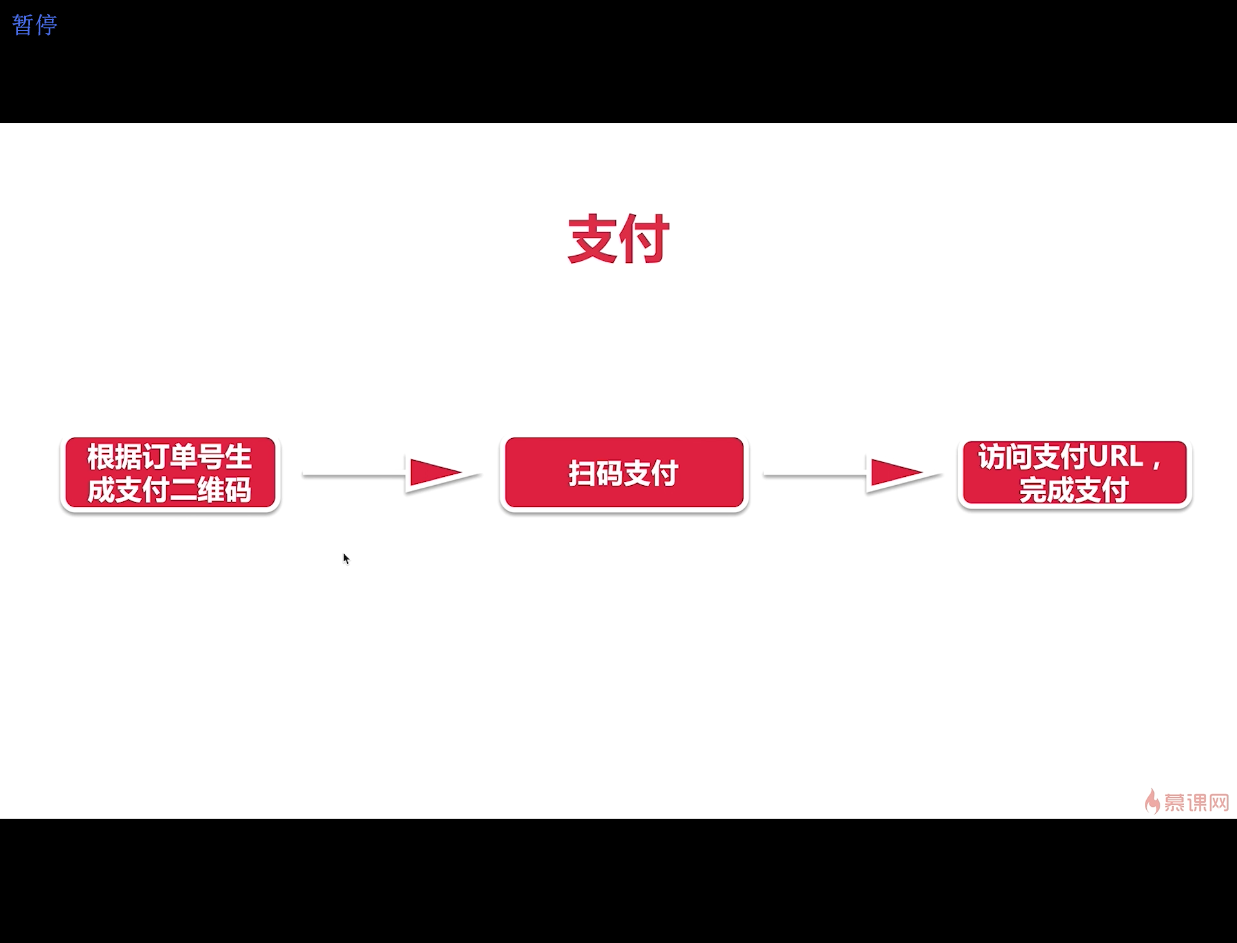 暂停
支付
根据订单号生
成支付二维码
扫码支付
访问支付URL，
完成支付
慕课网